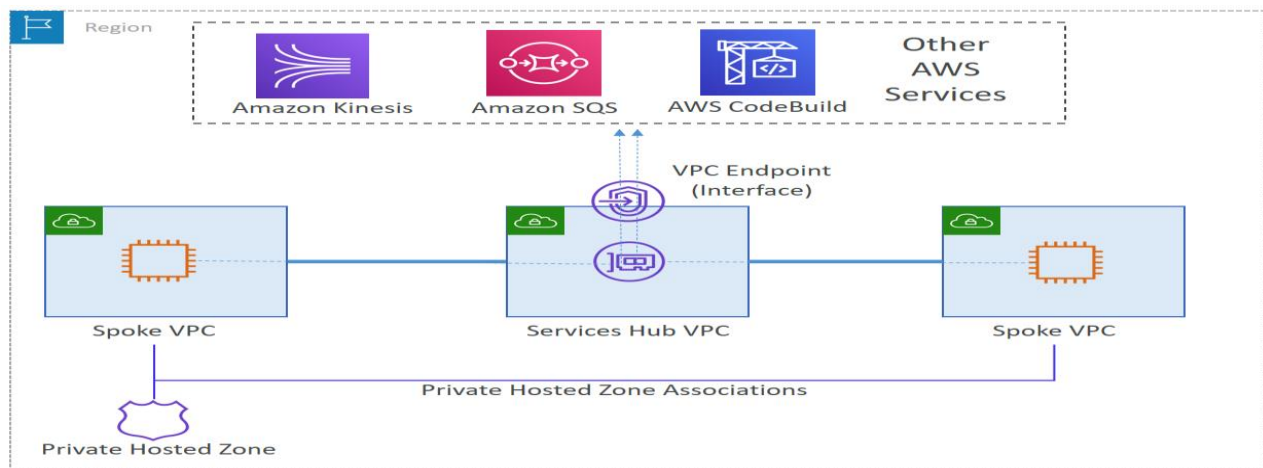 Region
Other
AWS
Services
Amazon Kinesis
Amazon SQS
AWS CodeBuild
VPC Endpoint
(Interface)
Spoke VPC
Services Hub VPC
Spoke VPC
Private Hosted Zone Associations
Private Hosted Zone